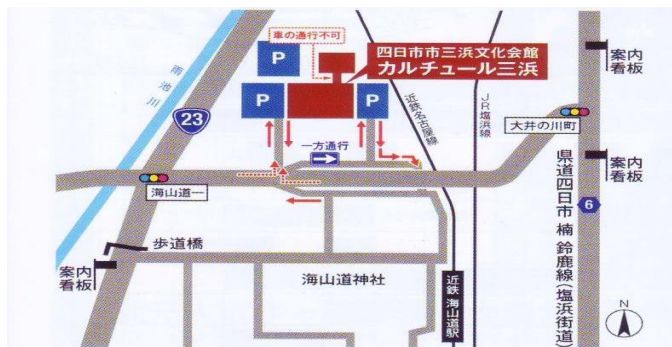 車の通行不可
四日市市三浜文化会館
カルチュール三浜
案内
看板
雨池川
P
P
P
23
近鉄名古屋線
JR塩浜線
大井の川町
一方通行
海山道一
県道四日市 楠 鈴鹿線(塩浜街道)
6
案内
看板
歩道橋
案内
看板
海山道神社
近鉄 海山道駅
N